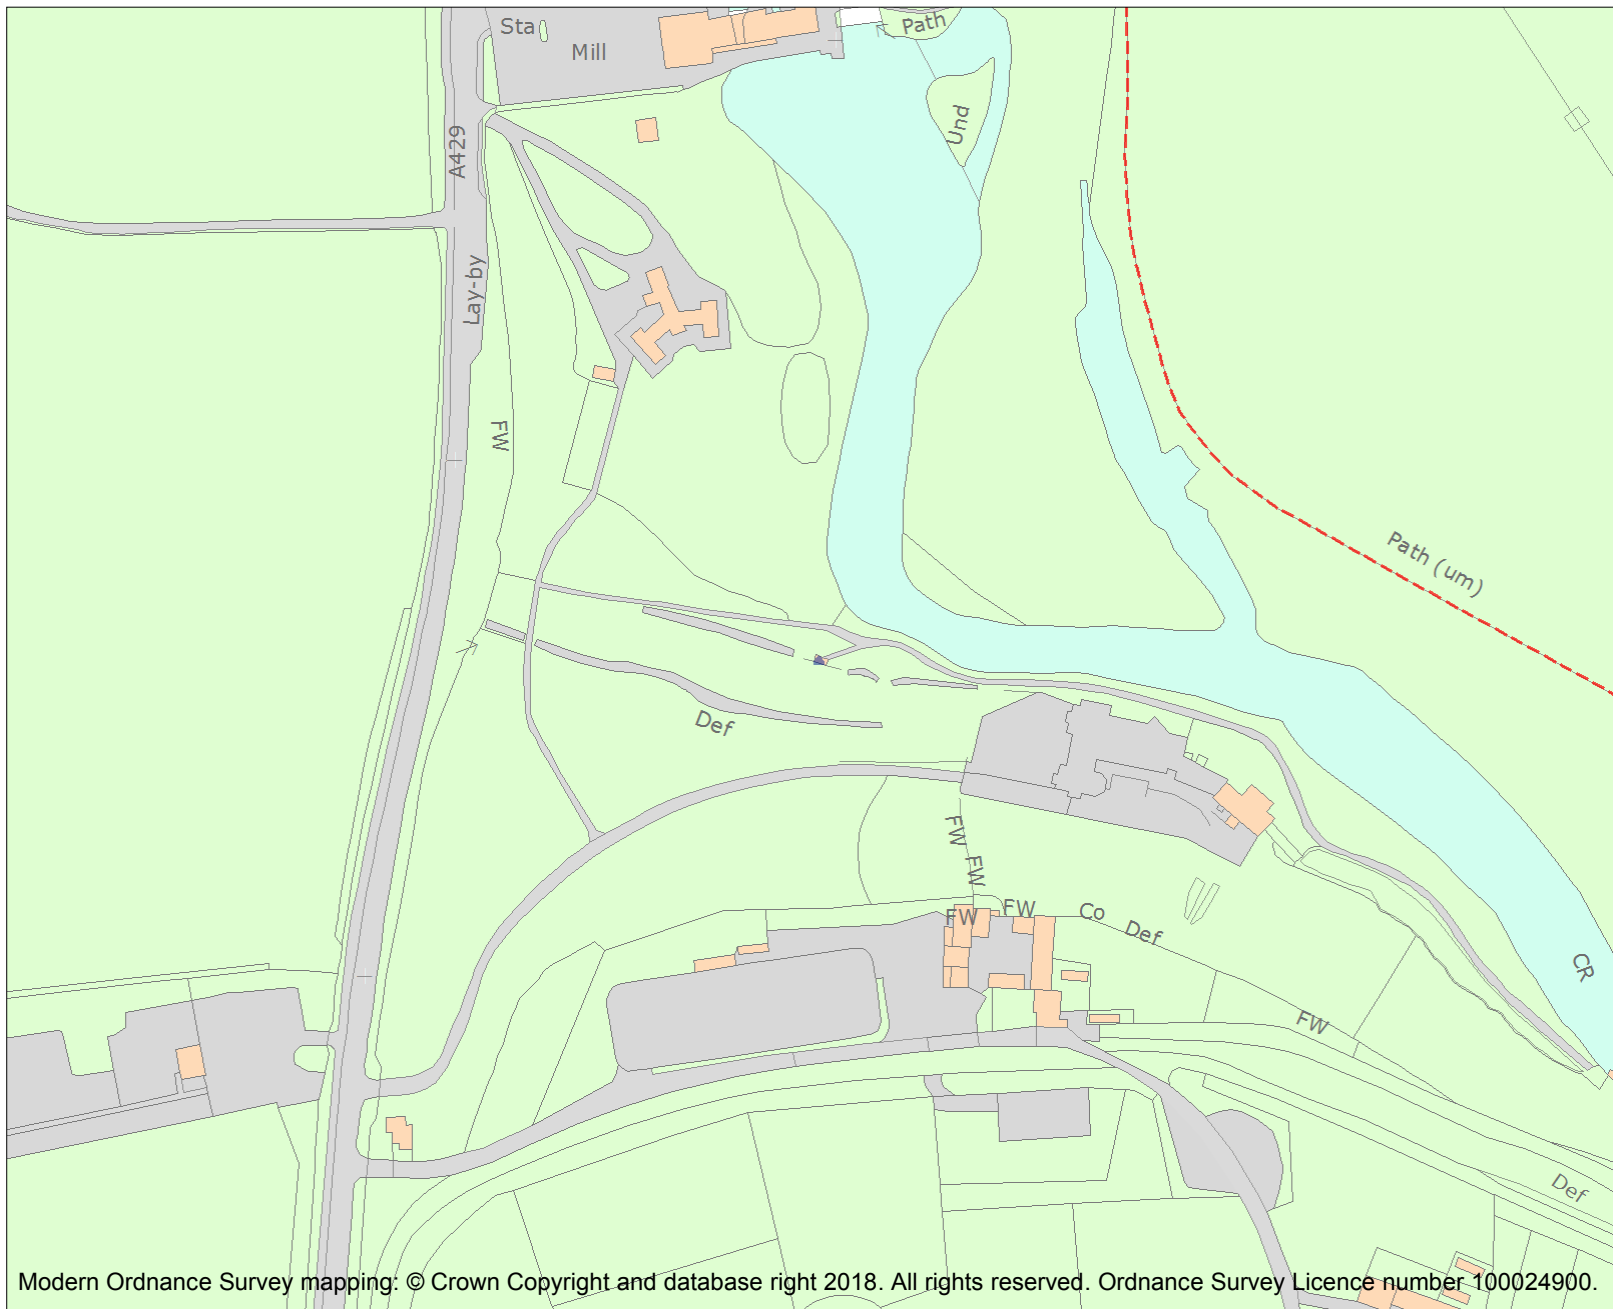 Sta
Mill
Path
Und
A429
Lay-by
FW
Path (um)
Def
FW
FW
FW
FW
Co
Def
CR
FW
Def
Modern Ordnance Survey mapping: © Crown Copyright and database right 2018. All rights reserved. Ordnance Survey Licence number 100024900.